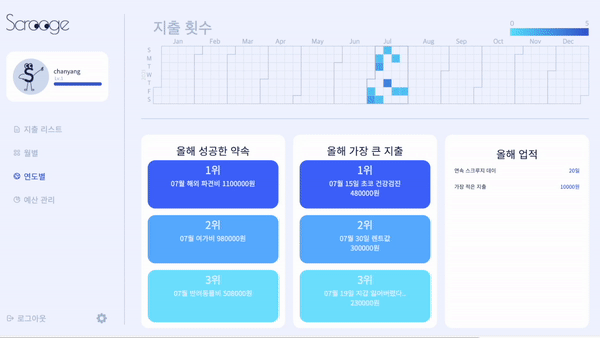 Scrooge
chanyang
Lv.1
지출 리스트
월별
연도별
예산 관리
로그아웃
지출 횟수
0
5
Jan Feb Mar Apr May Jun Jul Aug Sep Oct Nov Dec
S
M
T
W
T
F
S
올해 성공한 약속
1위
07월 해외 파견비 1100000원
2위
07월 여가비 980000원
3위
07월 508000원
올해 가장 큰 지출
1위
07월 15일 초코 건강검진
480000원
2위
07월 30일 렌트값
300000원
3위
07월 19일 지갑 잃어버렸다..
230000원
올해 업적
연속 스크루지 데이 20일
가장 적은 지출 10000원